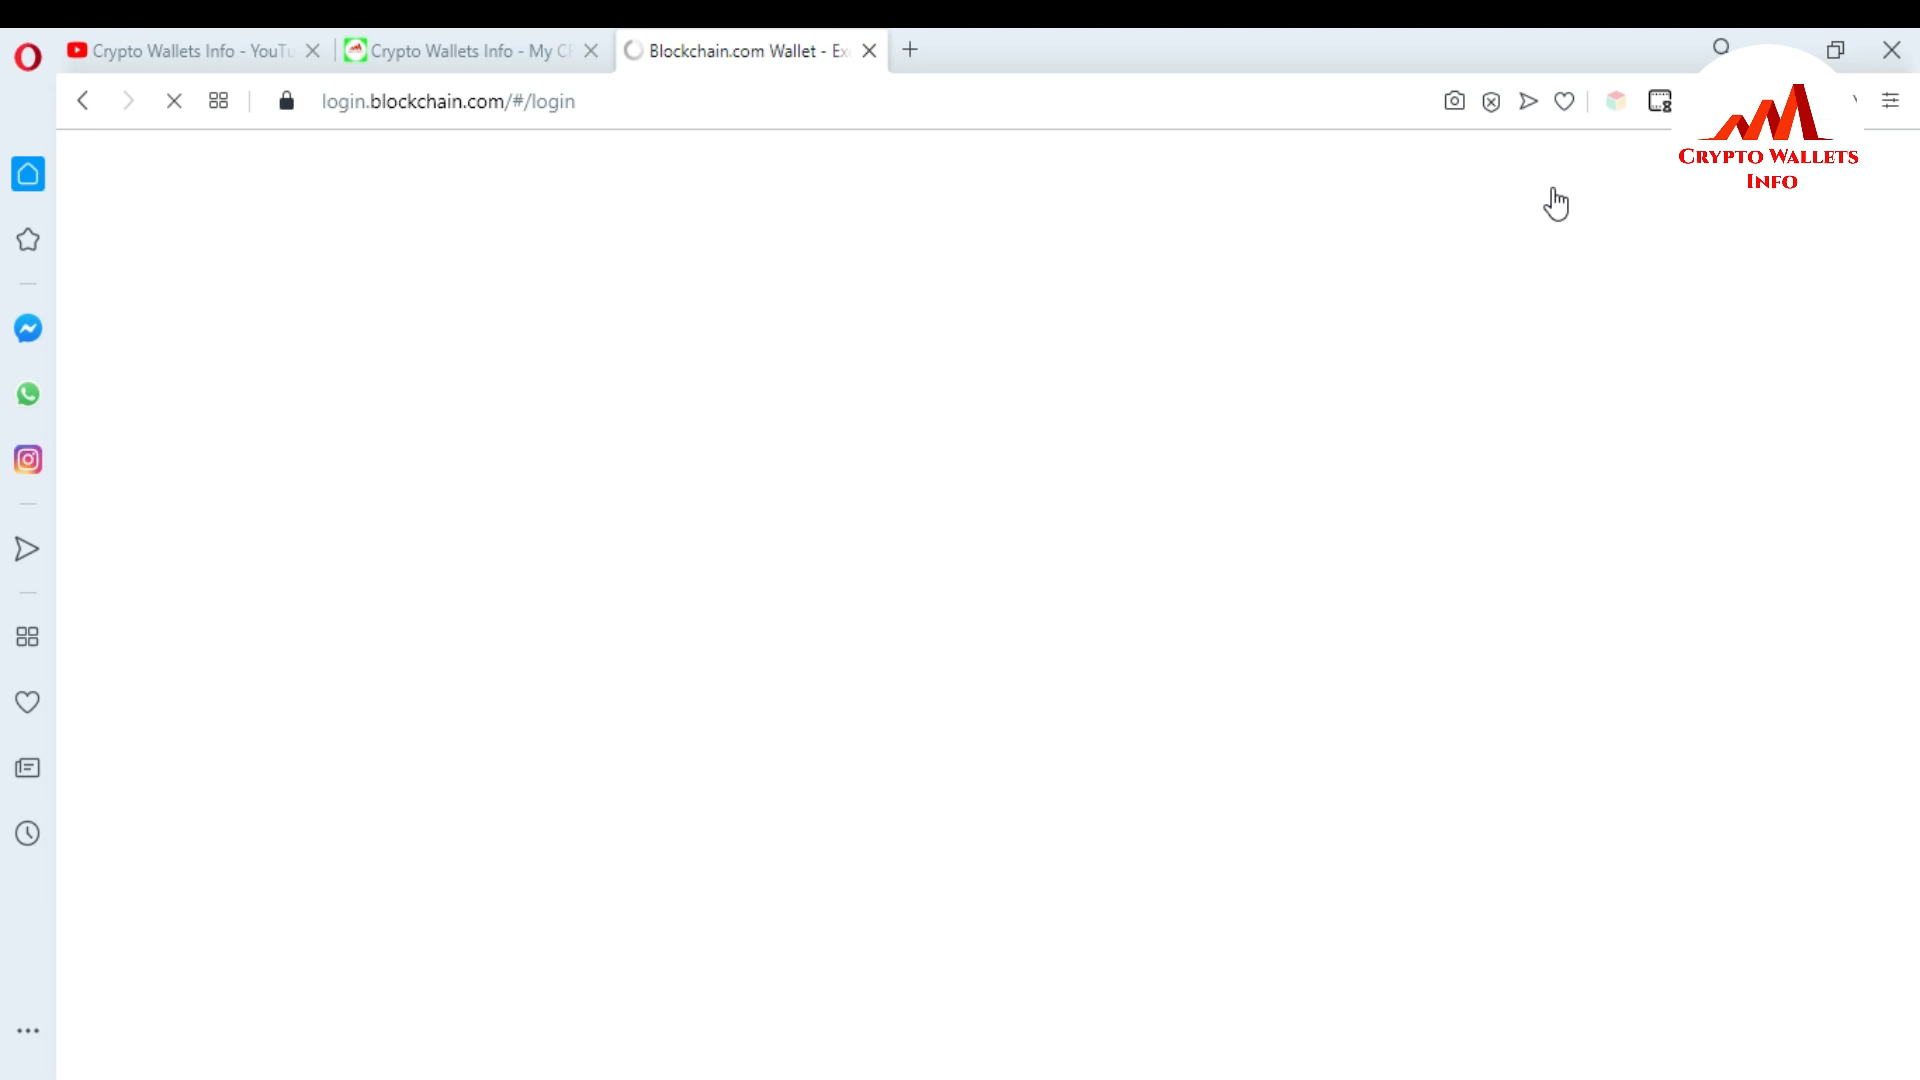 Crypto Wallets Info - YouTu
Crypto Wallets Info - My C
Blockchain.com Wallet - Ex
login.blockchain.com/#/login
Crypto Wallets
Info